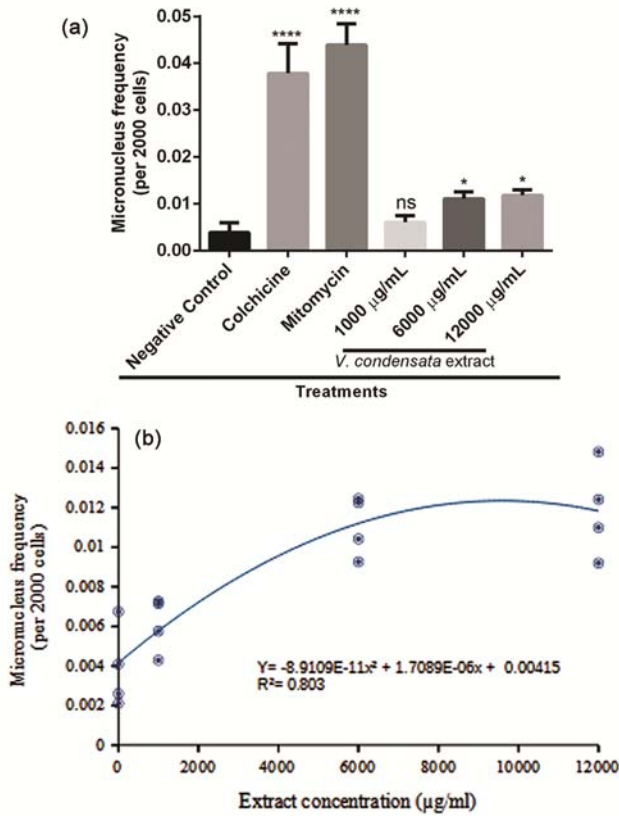 (a)
Micronucleus frequency
(per 2000 cells)
0.05
0.04
0.03
0.02
0.01
0.00
****
****
ns
*
*
Negative Control
Colchicine
Mitomycin
1000 µg/mL
6000 µg/mL
12000 µg/mL
V. condensata extract
Treatments
(b)
Micronucleus frequency
(per 2000 cells)
0.016
0.014
0.012
0.01
0.008
0.006
0.004
0.002
0
Y= -8.9109E-11x² + 1.7089E-06x + 0.00415
R²= 0.803
0
2000
4000
6000
8000
10000
12000
Extract concentration (µg/ml)